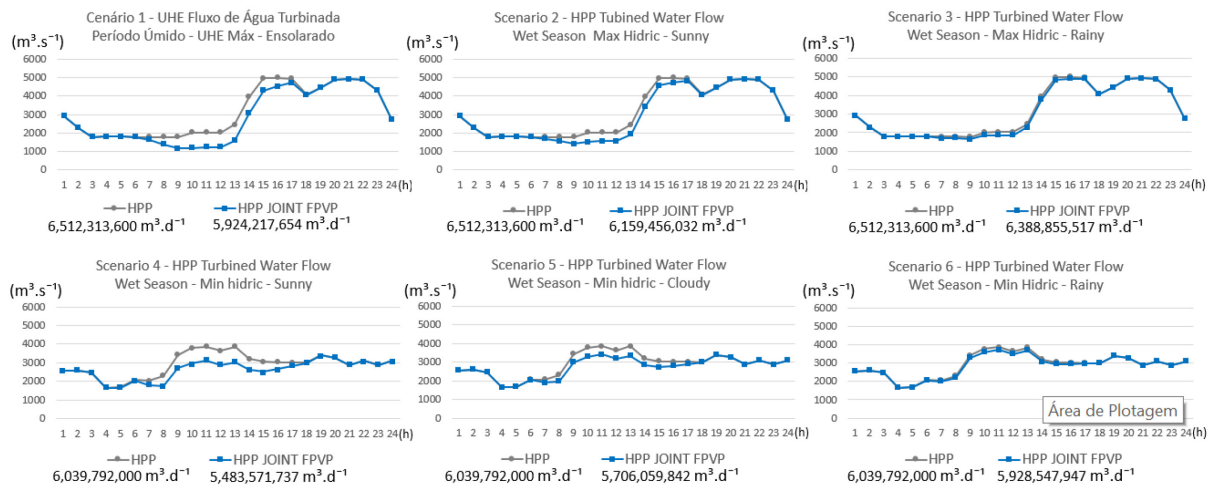 Cenário 1 - UHE Fluxo de Água Turbinada
Período Úmido - UHE Máx - Ensolarado
(m³.s⁻¹)
6000
5000
4000
3000
2000
1000
0
1 2 3 4 5 6 7 8 9 10 11 12 13 14 15 16 17 18 19 20 21 22 23 24 (h)
HPP HPP JOINT FPVP
6,512,313,600 m³.d⁻¹ 5,924,217,654 m³.d⁻¹
Scenario 2 - HPP Tubined Water Flow
Wet Season Max Hidric - Sunny
(m³.s⁻¹)
6000
5000
4000
3000
2000
1000
0
1 2 3 4 5 6 7 8 9 10 11 12 13 14 15 16 17 18 19 20 21 22 23 24 (h)
HPP HPP JOINT FPVP
6,512,313,600 m³.d⁻¹ 6,159,456,032 m³.d⁻¹
Scenario 3 - HPP Turbined Water Flow
Wet Season - Max Hidric - Rainy
(m³.s⁻¹)
6000
5000
4000
3000
2000
1000
0
1 2 3 4 5 6 7 8 9 10 11 12 13 14 15 16 17 18 19 20 21 22 23 24 (h)
HPP HPP JOINT FPVP
6,512,313,600 m³.d⁻¹ 6,388,855,517 m³.d⁻¹
Scenario 4 - HPP Turbined Water Flow
Wet Season - Min hidric - Sunny
(m³.s⁻¹)
6000
5000
4000
3000
2000
1000
0
1 2 3 4 5 6 7 8 9 10 11 12 13 14 15 16 17 18 19 20 21 22 23 24 (h)
HPP HPP JOINT FPVP
6,039,792,000 m³.d⁻¹ 5,483,571,737 m³.d⁻¹
Scenario 5 - HPP Turbined Water Flow
Wet Season - Min hidric - Cloudy
(m³.s⁻¹)
6000
5000
4000
3000
2000
1000
0
1 2 3 4 5 6 7 8 9 10 11 12 13 14 15 16 17 18 19 20 21 22 23 24 (h)
HPP HPP JOINT FPVP
6,039,792,000 m³.d⁻¹ 5,706,059,842 m³.d⁻¹
Scenario 6 - HPP Turbined Water Flow
Wet Season - Min Hidric - Rainy
(m³.s⁻¹)
6000
5000
4000
3000
2000
1000
0
Área de Plotagem
1 2 3 4 5 6 7 8 9 10 11 12 13 14 15 16 17 18 19 20 21 22 23 24 (h)
HPP HPP JOINT FPVP
6,039,792,000 m³.d⁻¹ 5,928,547,947 m³.d⁻¹